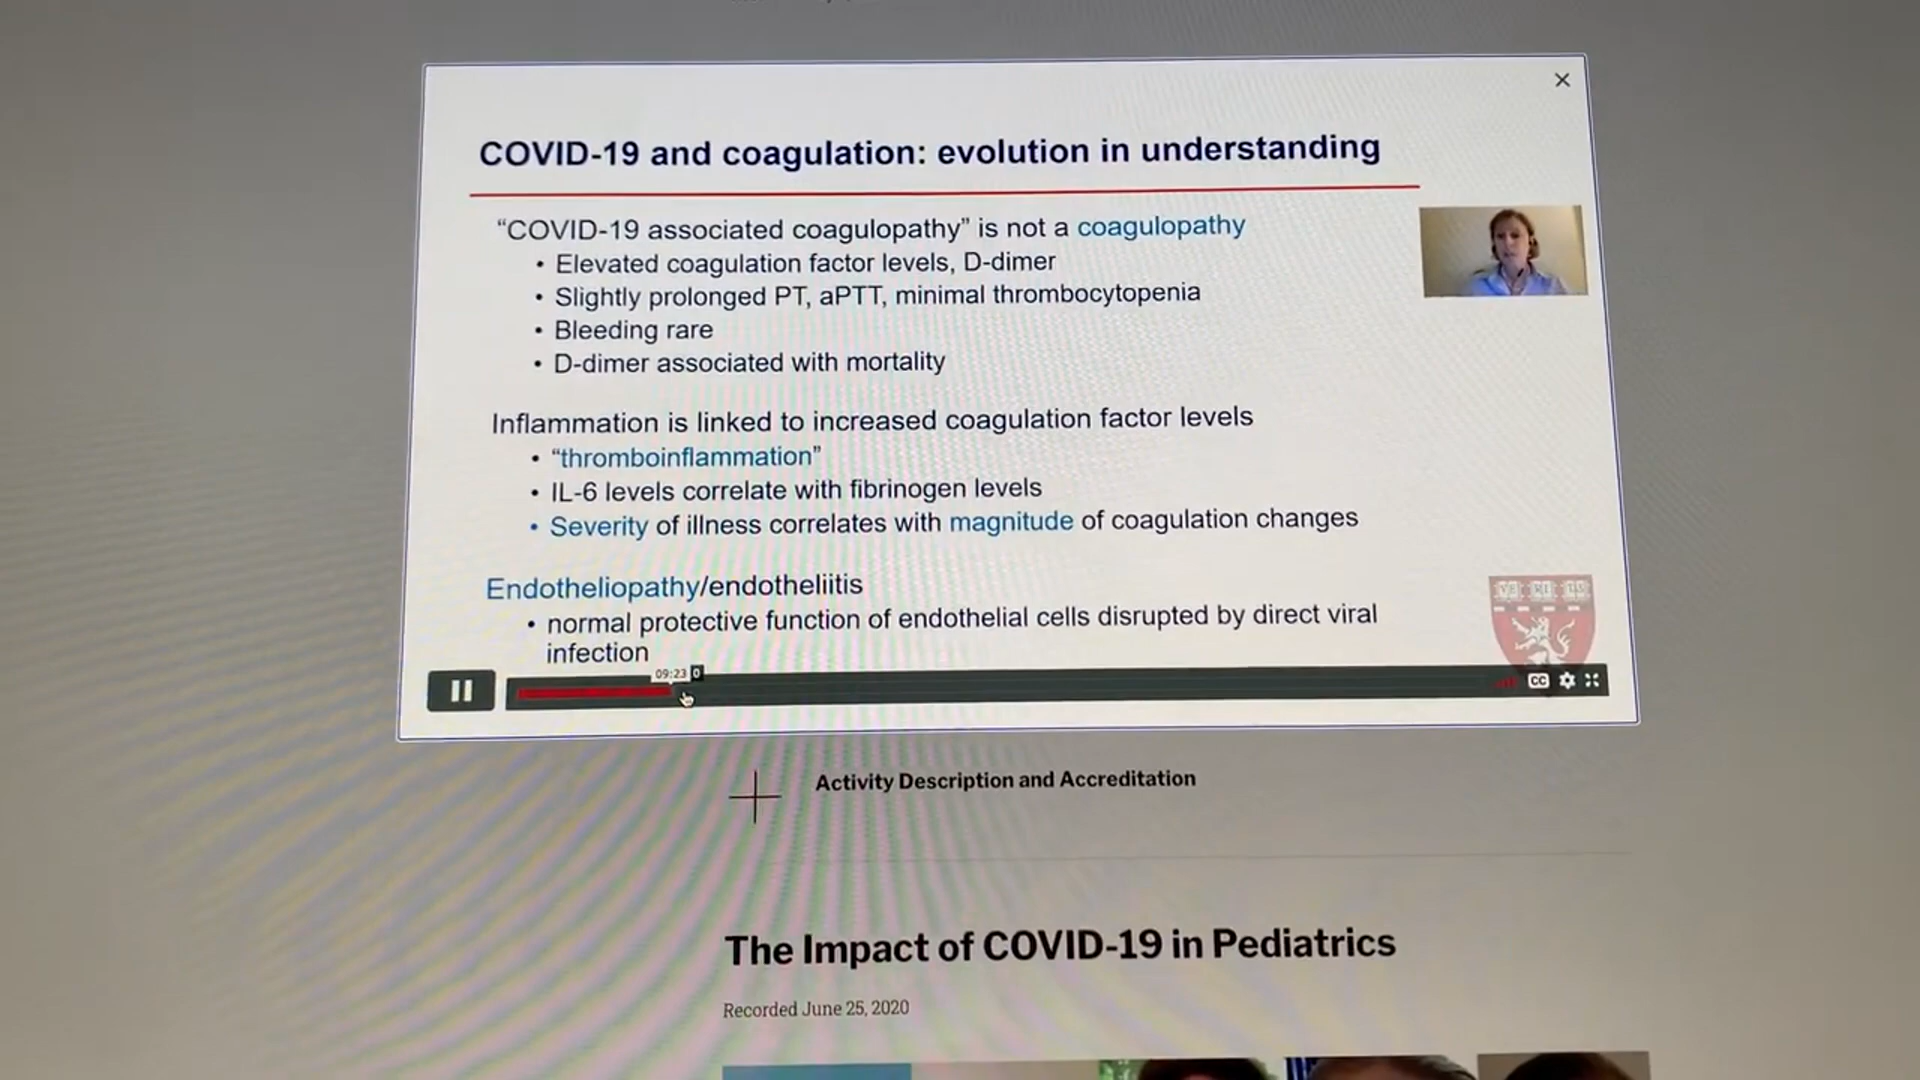 COVID-19 and coagulation: evolution in understanding
“COVID-19 associated coagulopathy” is not a coagulopathy
• Elevated coagulation factor levels, D-dimer
• Slightly prolonged PT, aPTT, minimal thrombocytopenia
• Bleeding rare
• D-dimer associated with mortality
Inflammation is linked to increased coagulation factor levels
• “thromboinflammation”
• IL-6 levels correlate with fibrinogen levels
• Severity of illness correlates with magnitude of coagulation changes
Endotheliopathy/endotheliitis
• normal protective function of endothelial cells disrupted by direct viral
infection
VE RI TAS
09:23
CC
Activity Description and Accreditation
The Impact of COVID-19 in Pediatrics
Recorded June 25, 2020